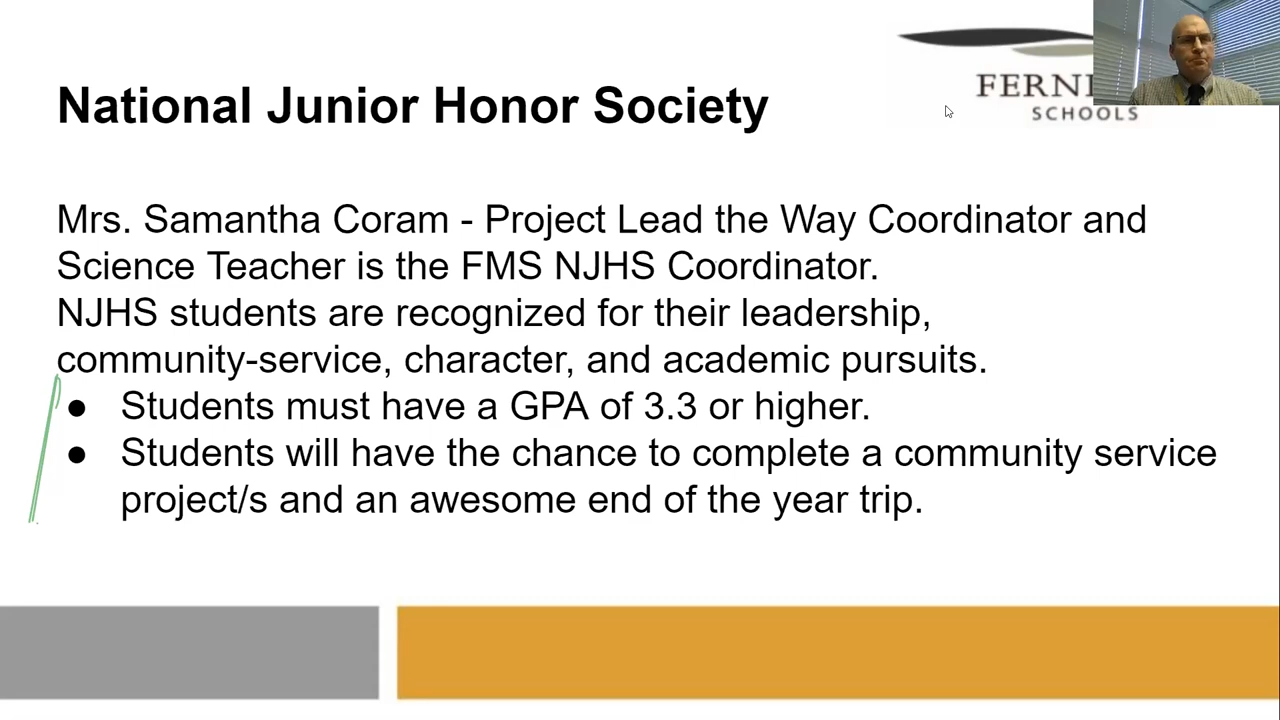 National Junior Honor Society
SCHOOLS
Mrs. Samantha Coram - Project Lead the Way Coordinator and
Science Teacher is the FMS NJHS Coordinator.
NJHS students are recognized for their leadership,
community-service, character, and academic pursuits.
● Students must have a GPA of 3.3 or higher.
● Students will have the chance to complete a community service
project/s and an awesome end of the year trip.